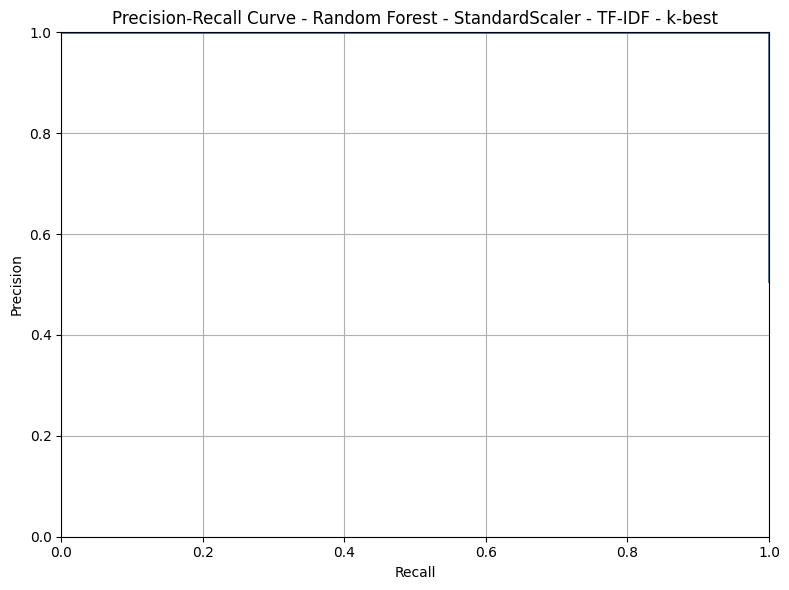 Precision-Recall Curve - Random Forest - StandardScaler - TF-IDF - k-best
1.0
0.8
0.6
0.4
0.2
0.0
Precision
0.0 0.2 0.4 0.6 0.8 1.0
Recall